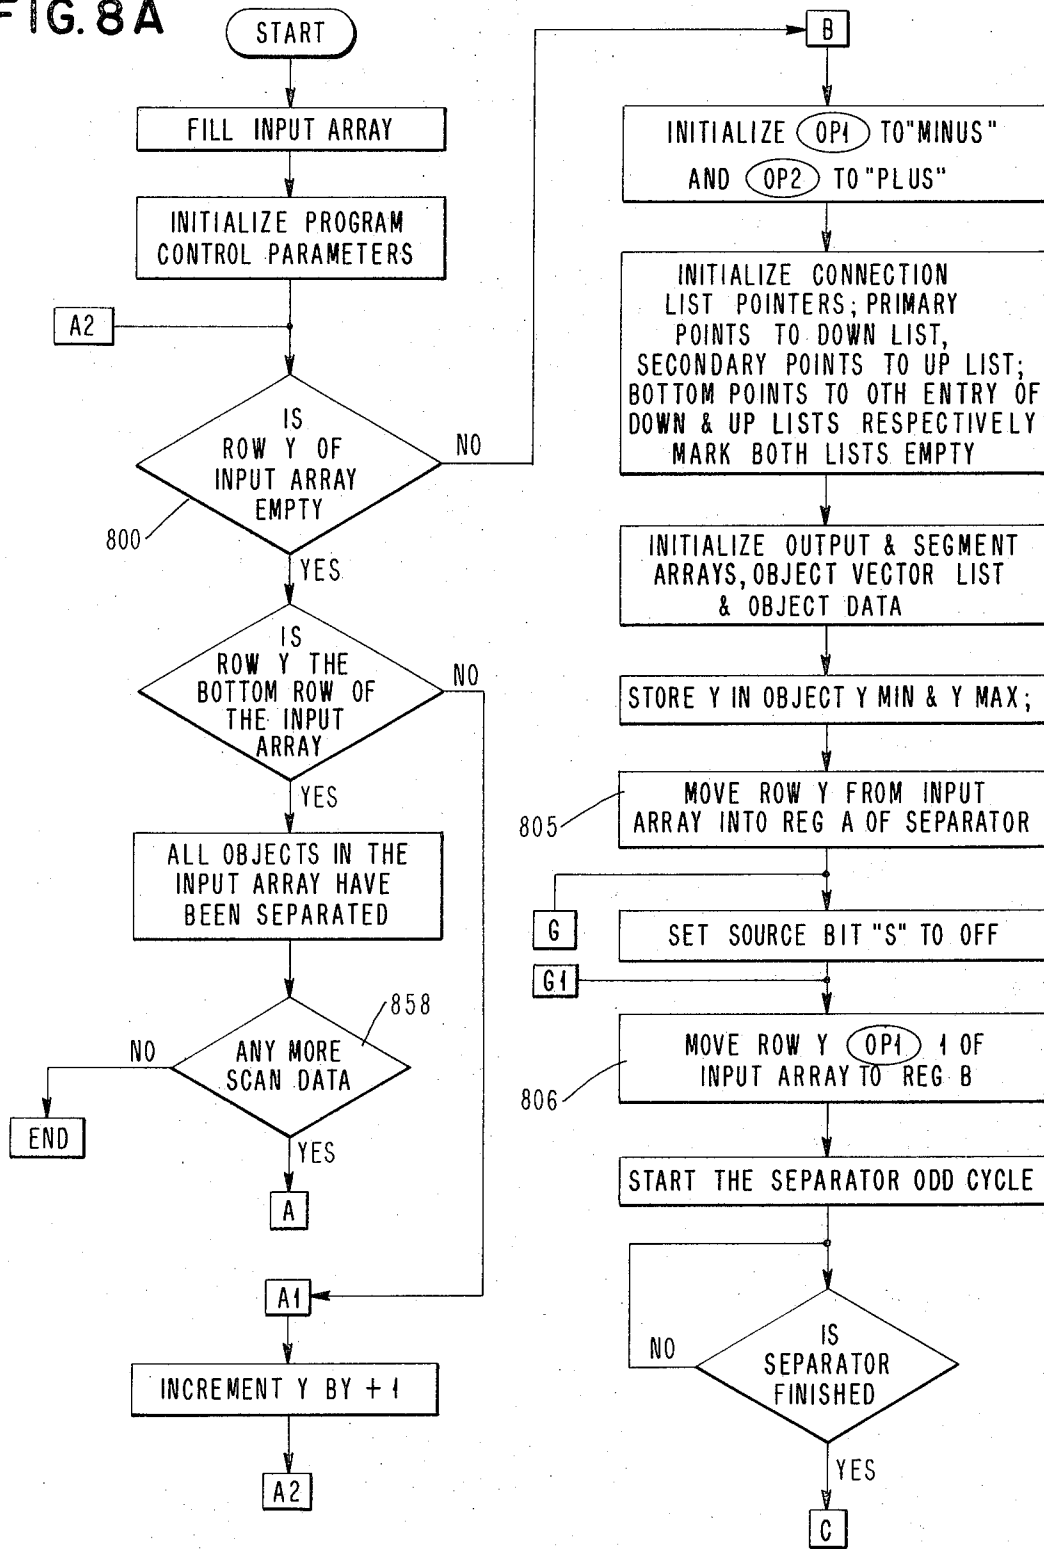 FIG. 8A
START
FILL INPUT ARRAY
INITIALIZE PROGRAM
CONTROL PARAMETERS
A2
IS
ROW Y OF
INPUT ARRAY
EMPTY
NO
800
YES
IS
ROW Y THE
BOTTOM ROW OF
THE INPUT
ARRAY
NO
YES
ALL OBJECTS IN THE
INPUT ARRAY HAVE
BEEN SEPARATED
858
ANY MORE
SCAN DATA
NO
END
YES
A
A1
INCREMENT Y BY + 1
A2
B
INITIALIZE OP1 TO "MINUS"
AND OP2 TO "PLUS"
INITIALIZE CONNECTION
LIST POINTERS; PRIMARY
POINTS TO DOWN LIST,
SECONDARY POINTS TO UP LIST;
BOTTOM POINTS TO OTH ENTRY OF
DOWN & UP LISTS RESPECTIVELY
MARK BOTH LISTS EMPTY
INITIALIZE OUTPUT & SEGMENT
ARRAYS, OBJECT VECTOR LIST
& OBJECT DATA
STORE Y IN OBJECT Y MIN & Y MAX;
805
MOVE ROW Y FROM INPUT
ARRAY INTO REG A OF SEPARATOR
G
SET SOURCE BIT "S" TO OFF
G1
MOVE ROW Y OP1 1 OF
INPUT ARRAY TO REG B
806
START THE SEPARATOR ODD CYCLE
IS
SEPARATOR
FINISHED
NO
YES
C